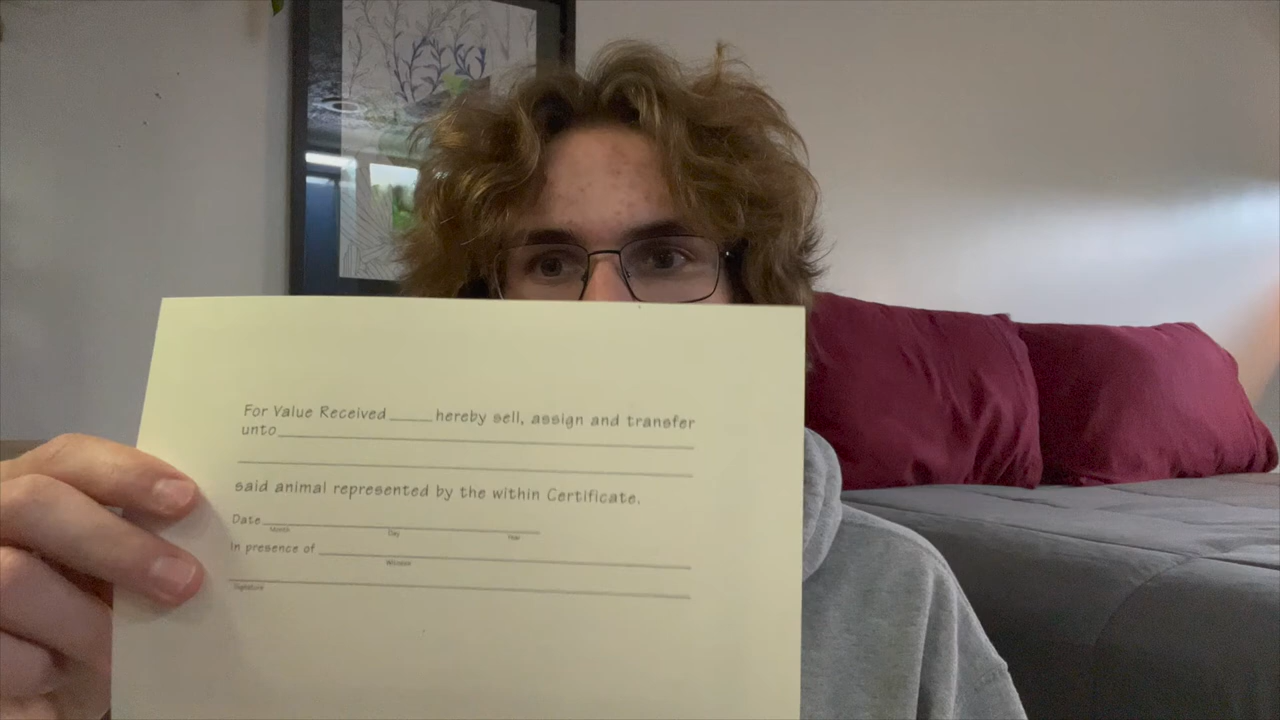 For Value Received ____ hereby sell, assign and transfer
unto
said animal represented by the within Certificate.
Date
Month Day Year
In presence of
Witness
Signature